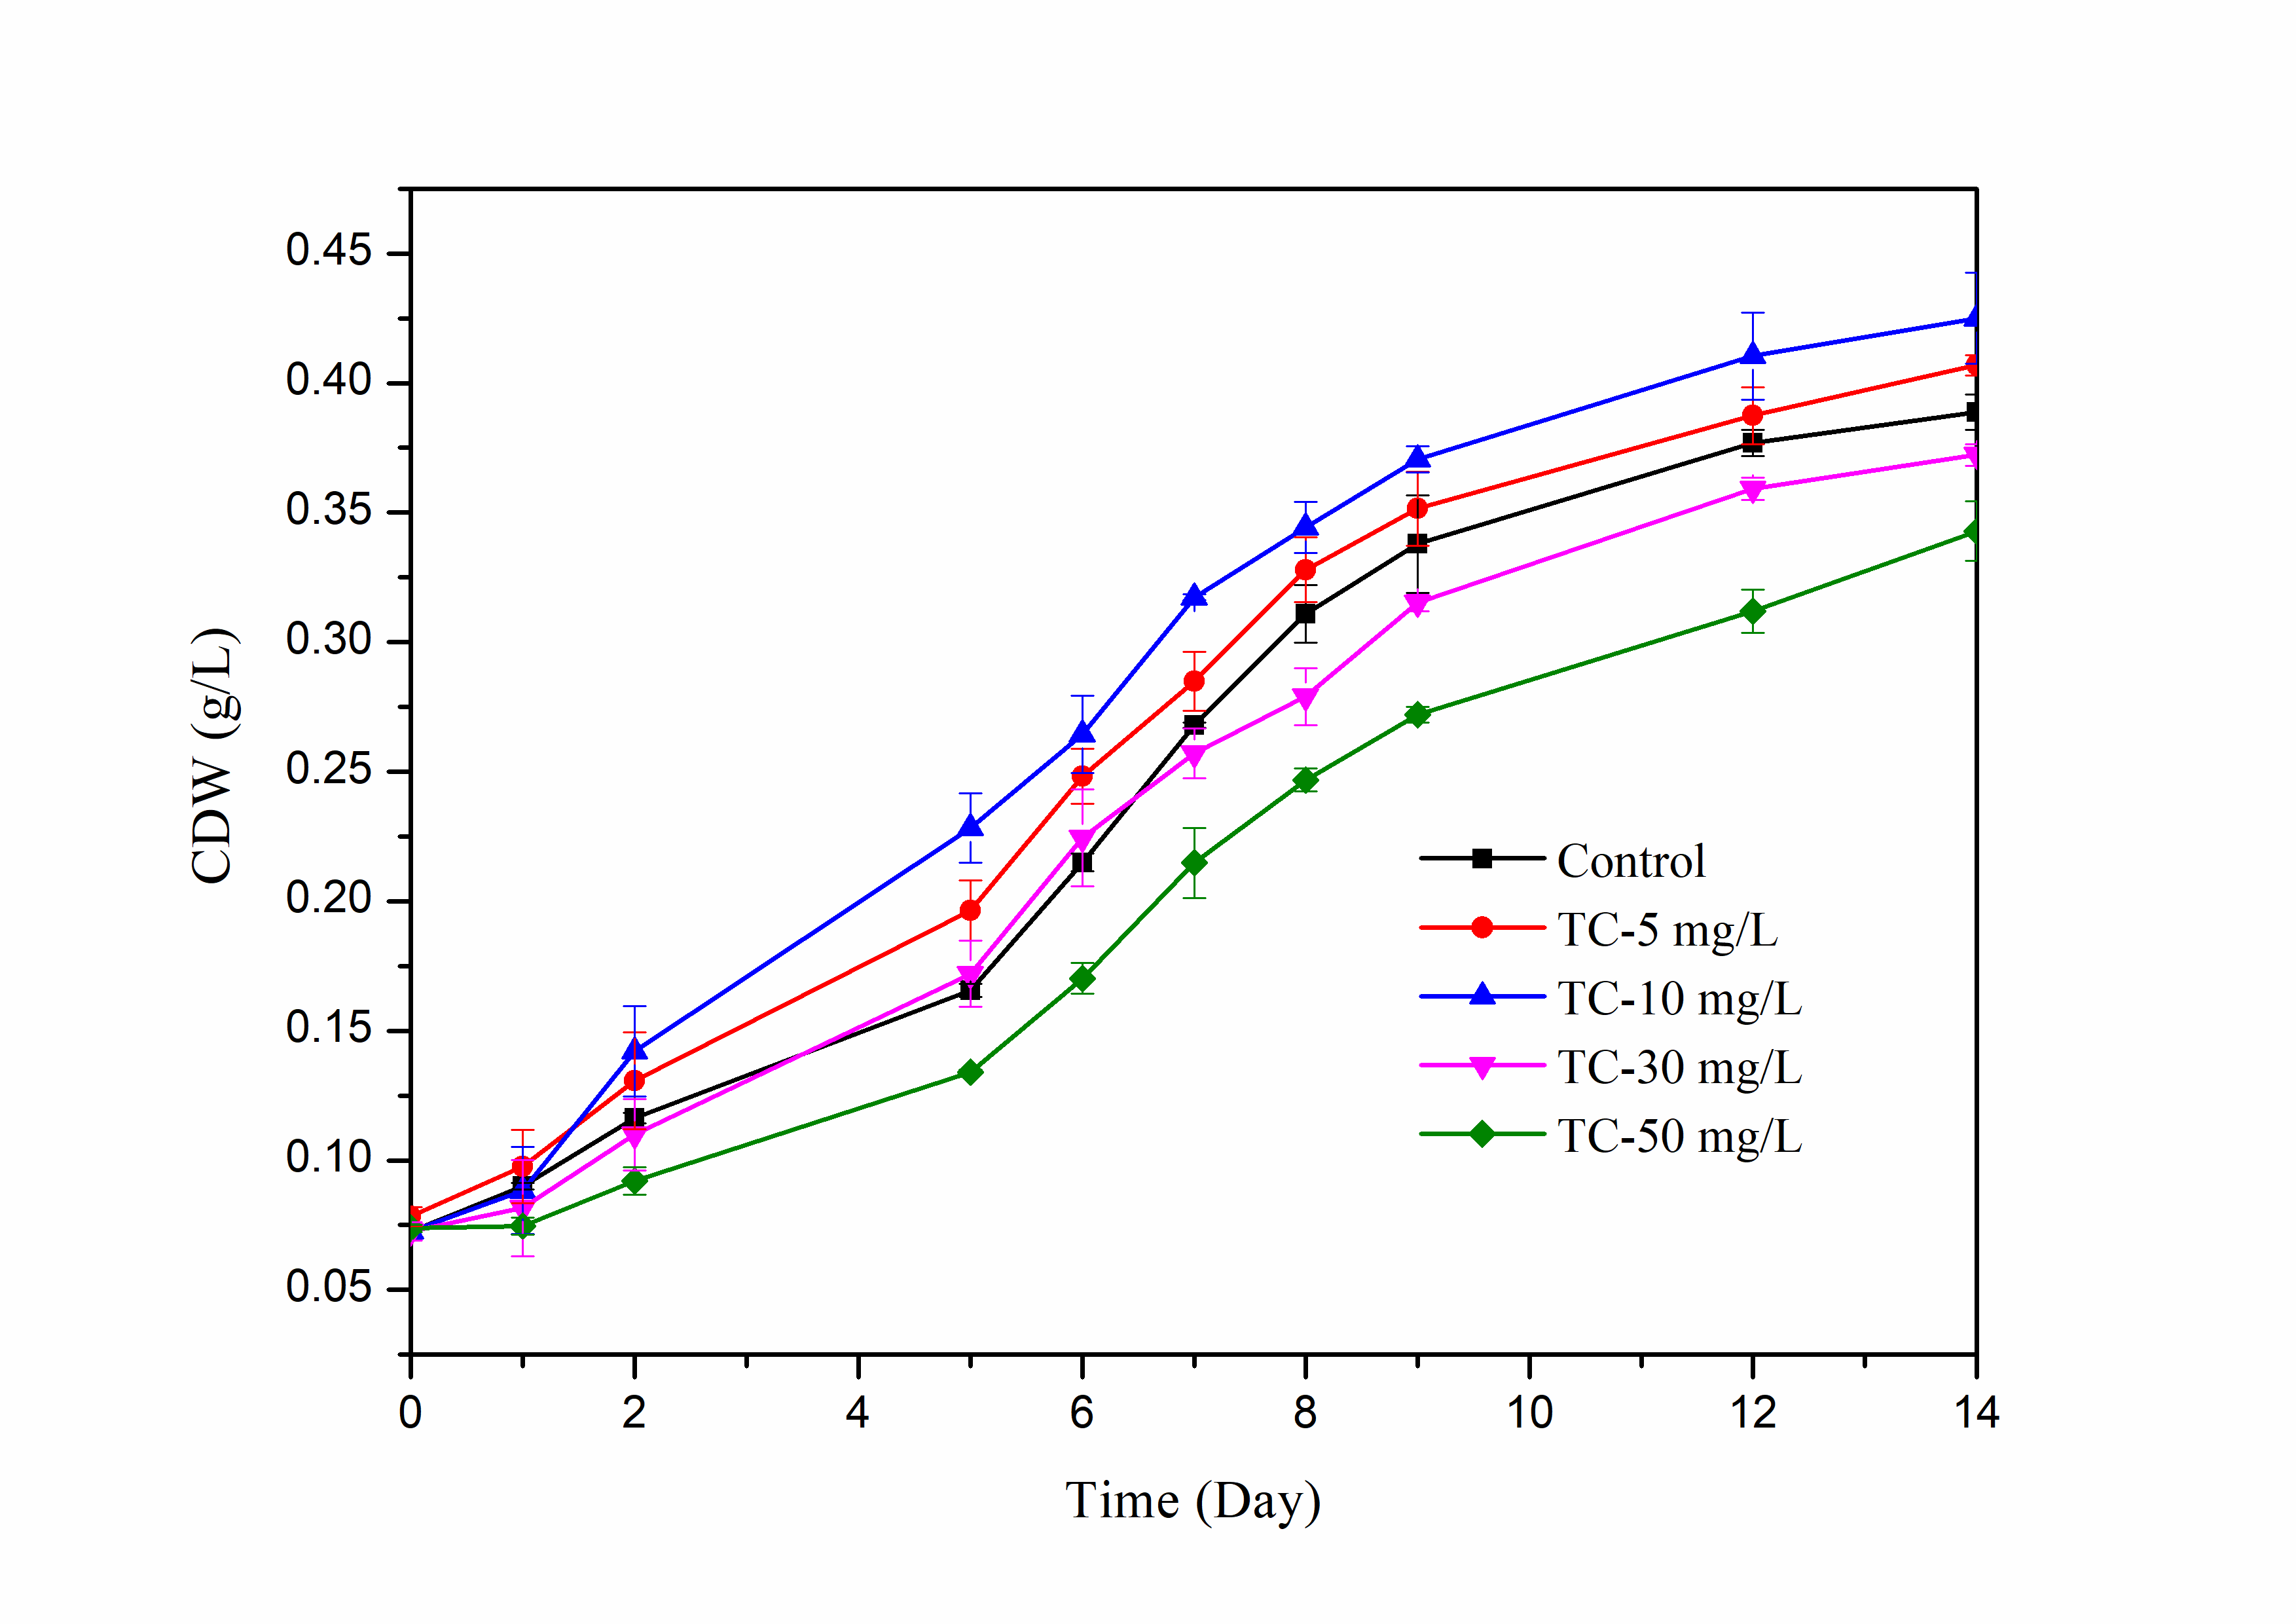 0.45
0.40
0.35
0.30
0.25
0.20
0.15
0.10
0.05
CDW (g/L)
Control
TC-5 mg/L
TC-10 mg/L
TC-30 mg/L
TC-50 mg/L
0 2 4 6 8 10 12 14
Time (Day)